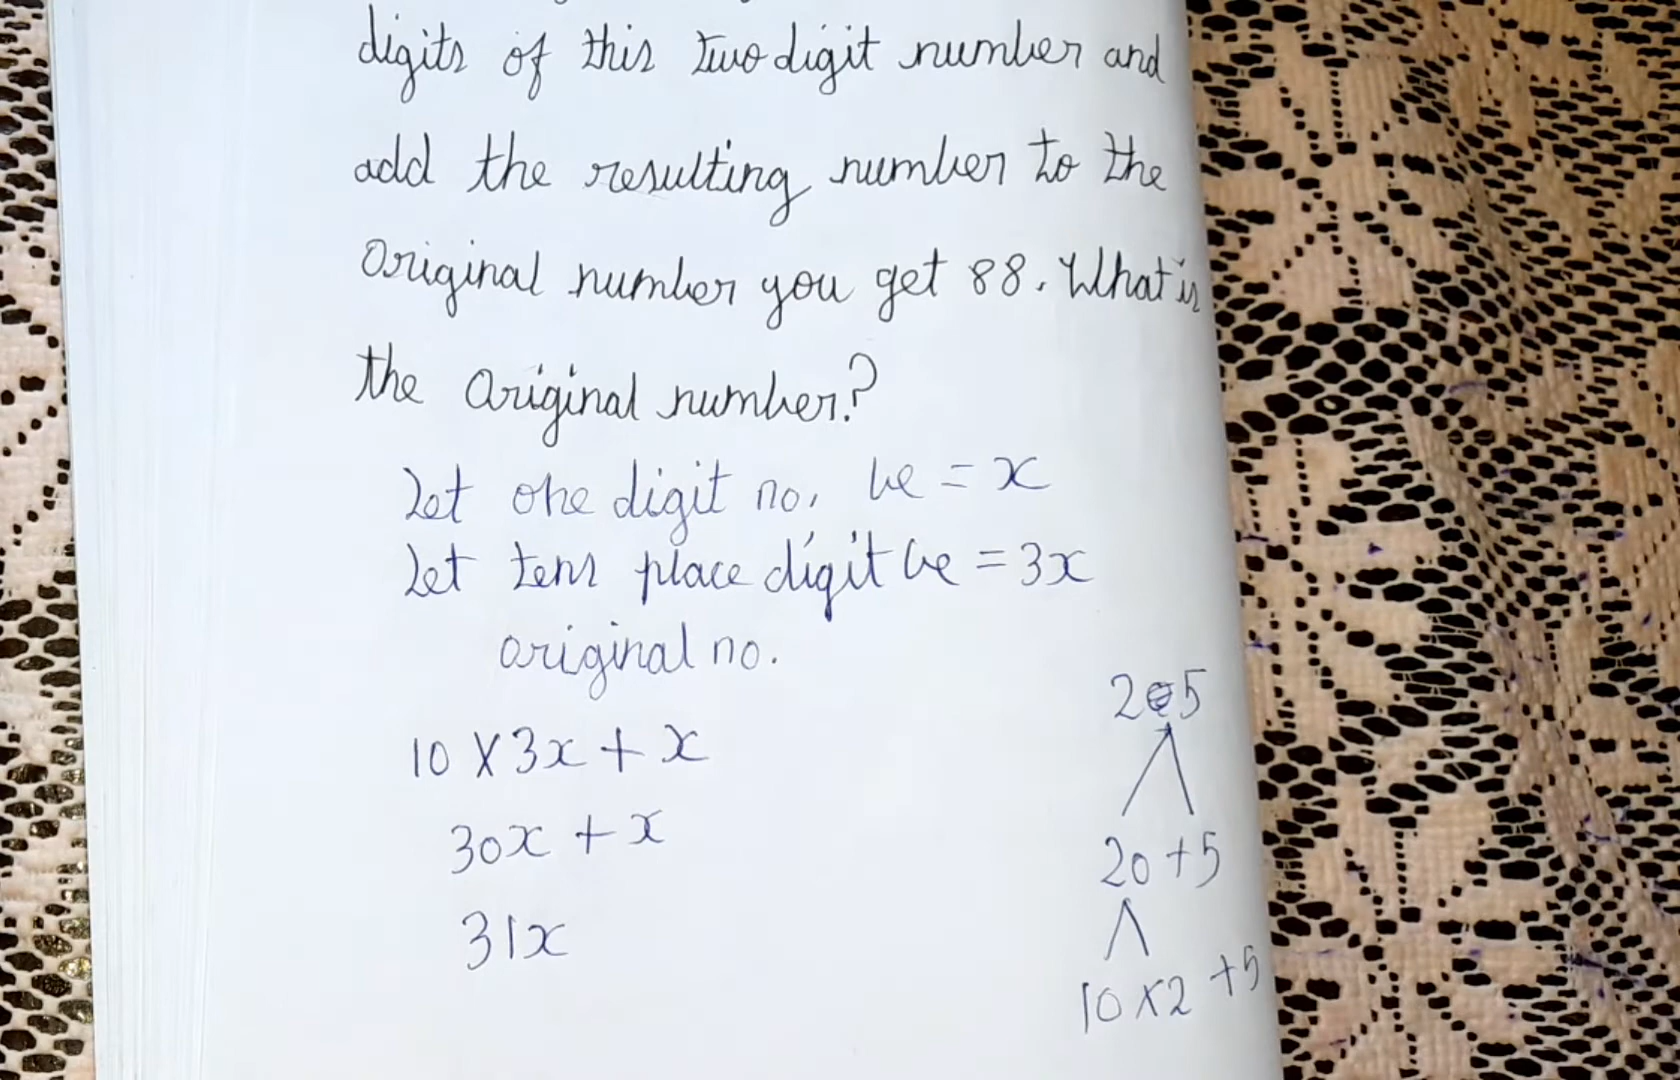 digits of this two digit number and
add the resulting number to the
original number you get 88. What is
the original number?
Let one digit no. be = x
Let tens place digit be = 3x
original no.
10 X 3x + x
30x + x
31x
25
20 + 5
10 x 2 + 5